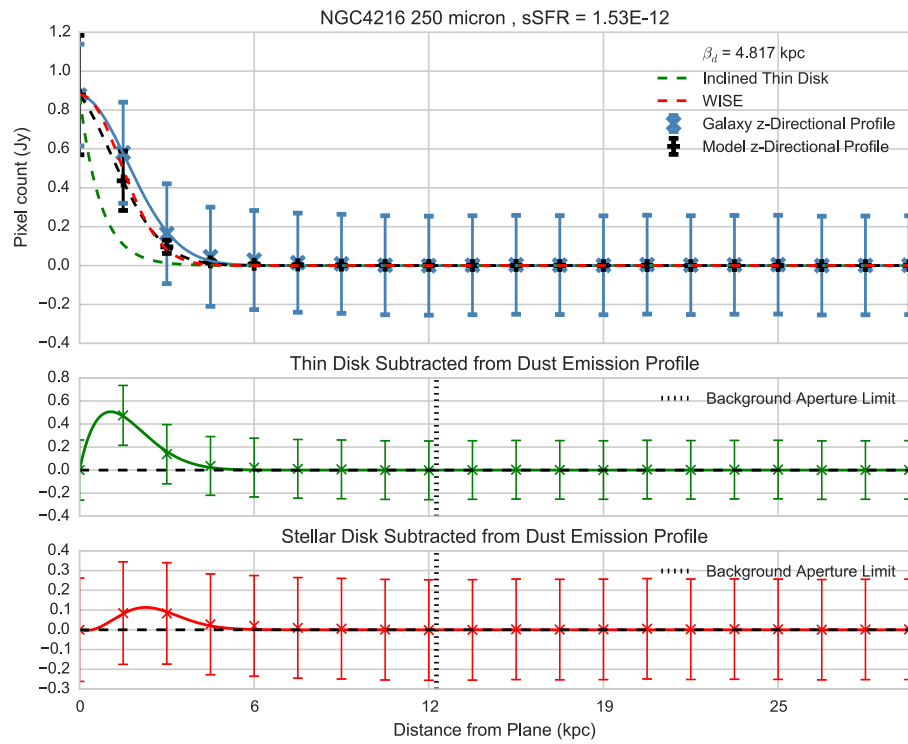 NGC4216 250 micron , sSFR = 1.53E-12
1.2
1.0
0.8
0.6
0.4
0.2
0.0
−0.2
−0.4
Pixel count (Jy)
β_d = 4.817 kpc
Inclined Thin Disk
WISE
Galaxy z-Directional Profile
Model z-Directional Profile
Thin Disk Subtracted from Dust Emission Profile
0.8
0.6
0.4
0.2
0.0
−0.2
−0.4
Background Aperture Limit
Stellar Disk Subtracted from Dust Emission Profile
0.4
0.3
0.2
0.1
0.0
−0.1
−0.2
−0.3
Background Aperture Limit
0 6 12 19 25
Distance from Plane (kpc)